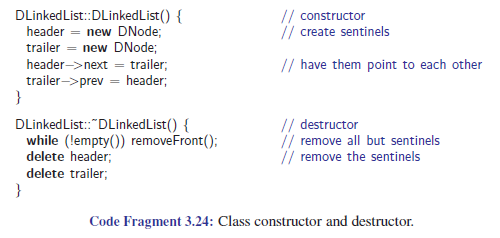 DLinkedList::DLinkedList() { // constructor
header = new DNode; // create sentinels
trailer = new DNode;
header−>next = trailer; // have them point to each other
trailer−>prev = header;
}
DLinkedList::~DLinkedList() { // destructor
while (!empty()) removeFront(); // remove all but sentinels
delete header; // remove the sentinels
delete trailer;
}
Code Fragment 3.24: Class constructor and destructor.